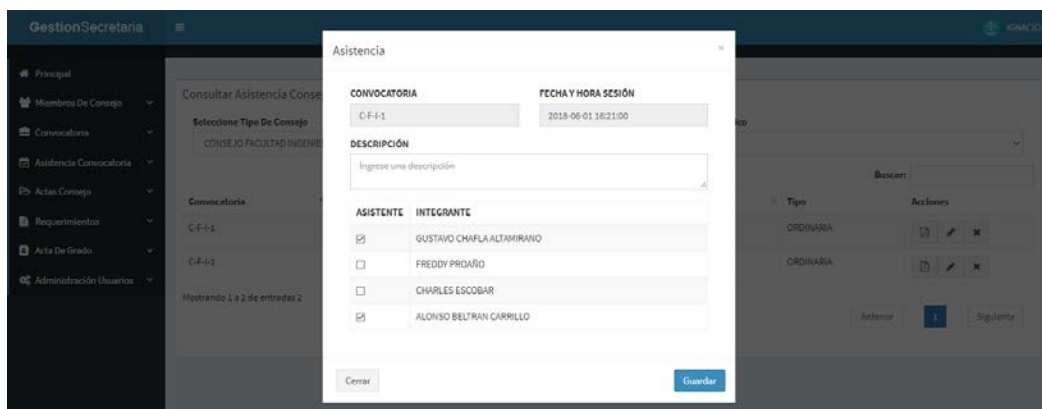 GestionSecretaria
IGNACIO
Principal
Miembros De Consejo
Convocatoria
Asistencia Convocatoria
Actas Consejo
Requerimientos
Acta De Grado
Administración Usuarios
Consultar Asistencia Conse
Seleccione Tipo De Consejo
CONSEJO FACULTAD INGENIE
Buscar:
Convocatoria Tipo Acciones
C-F-I-1 ORDINARIA
C-F-I-2 ORDINARIA
Mostrando 1 a 2 de entradas 2
Anterior 1 Siguiente
Asistencia ×
CONVOCATORIA FECHA Y HORA SESIÓN
C-F-I-1 2018-08-01 16:21:00
DESCRIPCIÓN
Ingrese una descripción
ASISTENTE INTEGRANTE
GUSTAVO CHAFLA ALTAMIRANO
FREDDY PROAÑO
CHARLES ESCOBAR
ALONSO BELTRAN CARRILLO
Cerrar Guardar